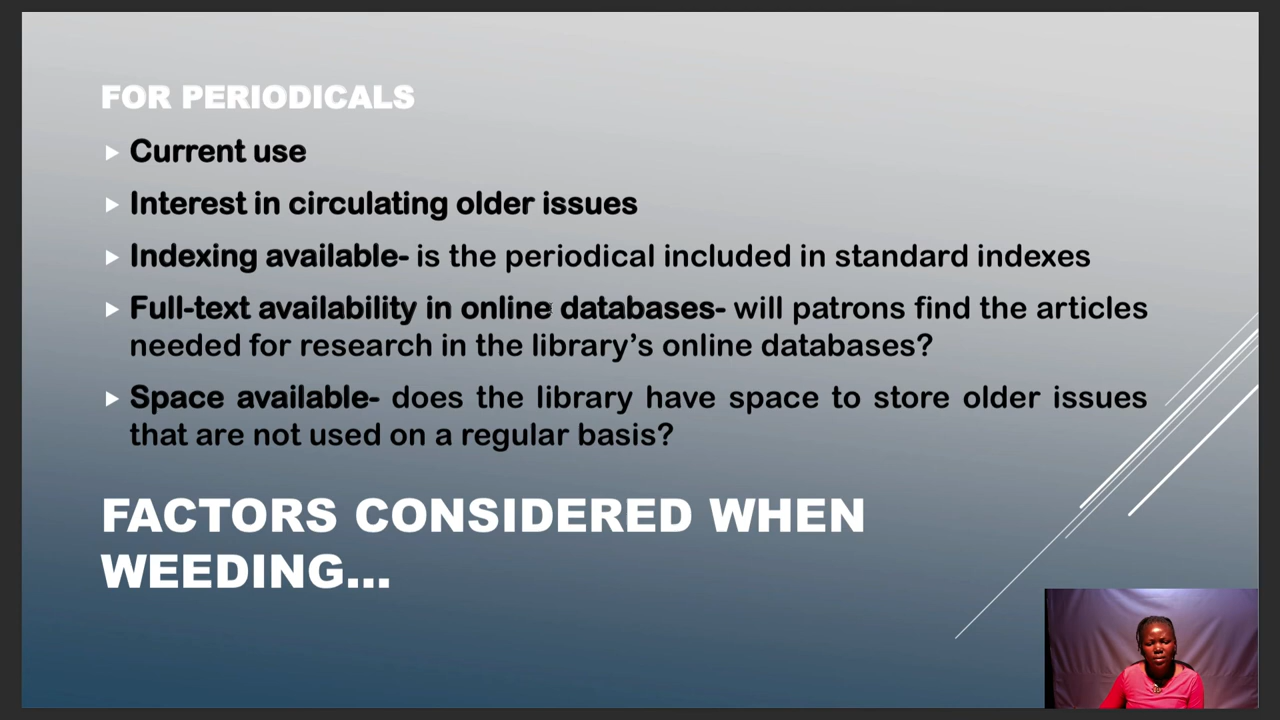 FOR PERIODICALS
Current use
Interest in circulating older issues
Indexing available- is the periodical included in standard indexes
Full-text availability in online databases- will patrons find the articles
needed for research in the library's online databases?
Space available- does the library have space to store older issues
that are not used on a regular basis?
FACTORS CONSIDERED WHEN
WEEDING...